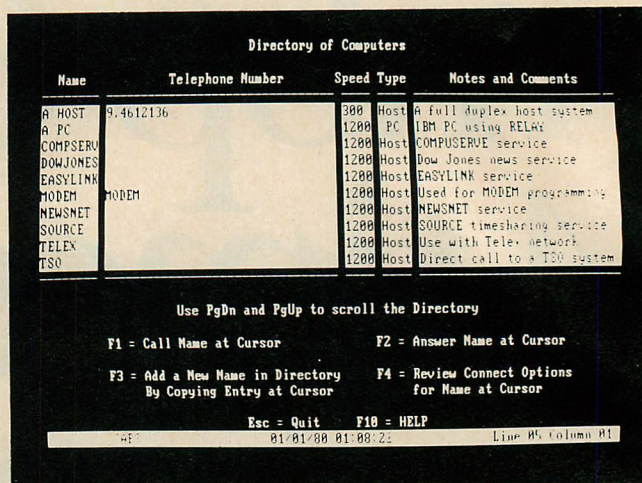 Directory of Computers
Name Telephone Number Speed Type Notes and Comments
A HOST 9.4612136 300 Host A full duplex host system
A PC 1200 PC IBM PC using RELAY
COMPSERV 1200 Host COMPUSERVE service
DOWJONES 1200 Host Dow Jones news service
EASYLINK 1200 Host EASYLINK service
MODEM MODEM 1200 Host Used for MODEM programming
NEWSNET 1200 Host NEWSNET service
SOURCE 1200 Host SOURCE timesharing service
TELEX 1200 Host Use with Telex network
TSO 1200 Host Direct call to a TSO system
Use PgDn and PgUp to scroll the Directory
F1 = Call Name at Cursor F2 = Answer Name at Cursor
F3 = Add a New Name in Directory F4 = Review Connect Options
By Copying Entry at Cursor for Name at Cursor
Esc = Quit F10 = HELP
01/01/80 Line 05 Column 01